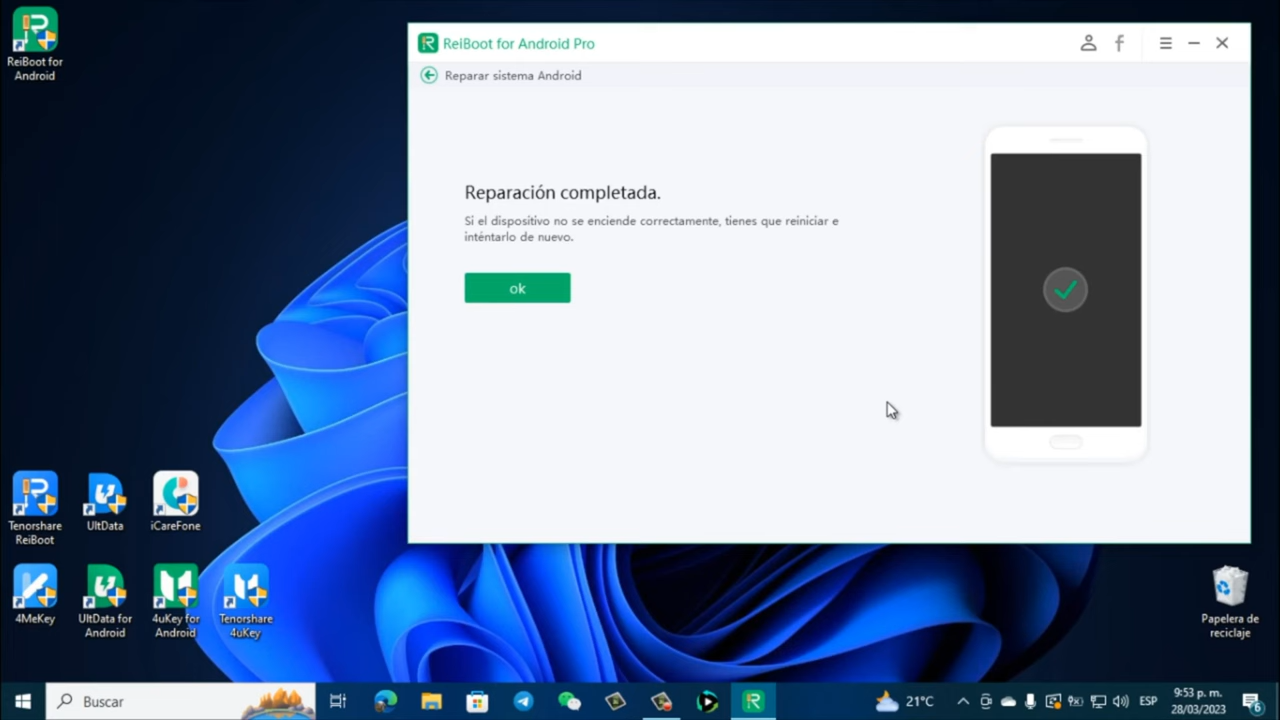 ReiBoot for
Android
ReiBoot for Android Pro
Reparar sistema Android
Reparación completada.
Si el dispositivo no se enciende correctamente, tienes que reiniciar e
inténtarlo de nuevo.
ok
Tenorshare
ReiBoot
UltData
iCareFone
4MeKey
UltData for
Android
4uKey for
Android
Tenorshare
4uKey
Papelera de
reciclaje
Buscar
21°C
ESP
9:53 p. m.
28/03/2023
6